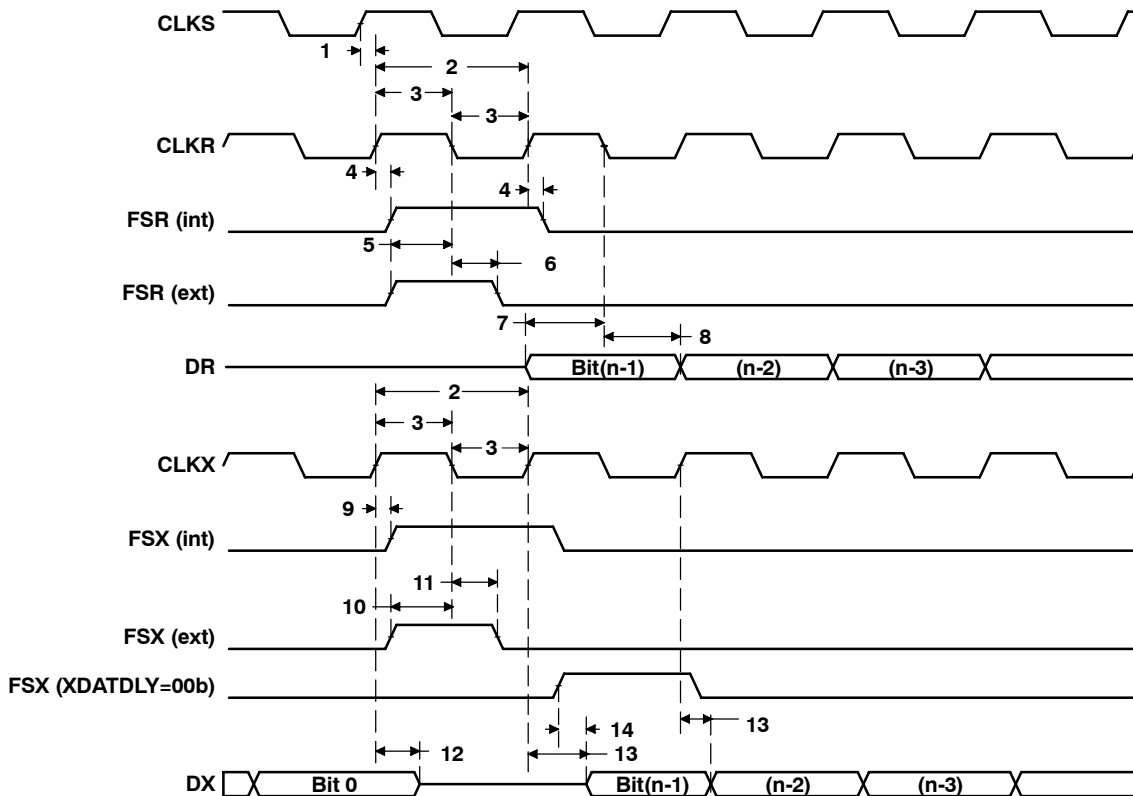 CLKS
1
2
3
3
CLKR
4
4
FSR (int)
5
6
FSR (ext)
7
8
DR
Bit(n-1)
(n-2)
(n-3)
2
3
3
CLKX
9
FSX (int)
11
10
FSX (ext)
FSX (XDATDLY=00b)
14
13
12
13
DX
Bit 0
Bit(n-1)
(n-2)
(n-3)